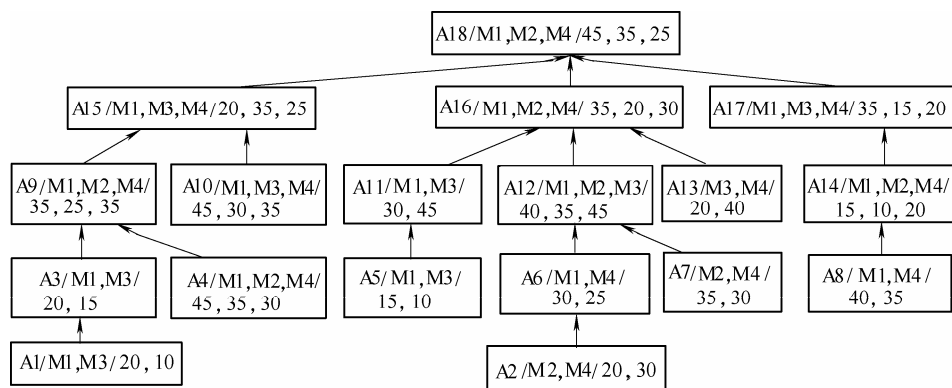 A18/M1,M2,M4/45,35,25
A15/M1,M3,M4/20,35,25
A16/M1,M2,M4/ 35,20,30
A17/M1,M3,M4/35,15,20
A9/M1,M2,M4/
35,25,35
A10/M1,M3,M4/
45,30,35
A11/M1,M3/
30,45
A12/M1,M2,M3/
40,35,45
A13/M3,M4/
20,40
A14/M1,M2,M4/
15,10,20
A3/M1,M3/
20,15
A4/M1,M2,M4/
45,35,30
A5/M1,M3/
15,10
A6/M1,M4/
30,25
A7/M2,M4/
35,30
A8/M1,M4/
40,35
A1/M1,M3/20,10
A2/M2,M4/20,30